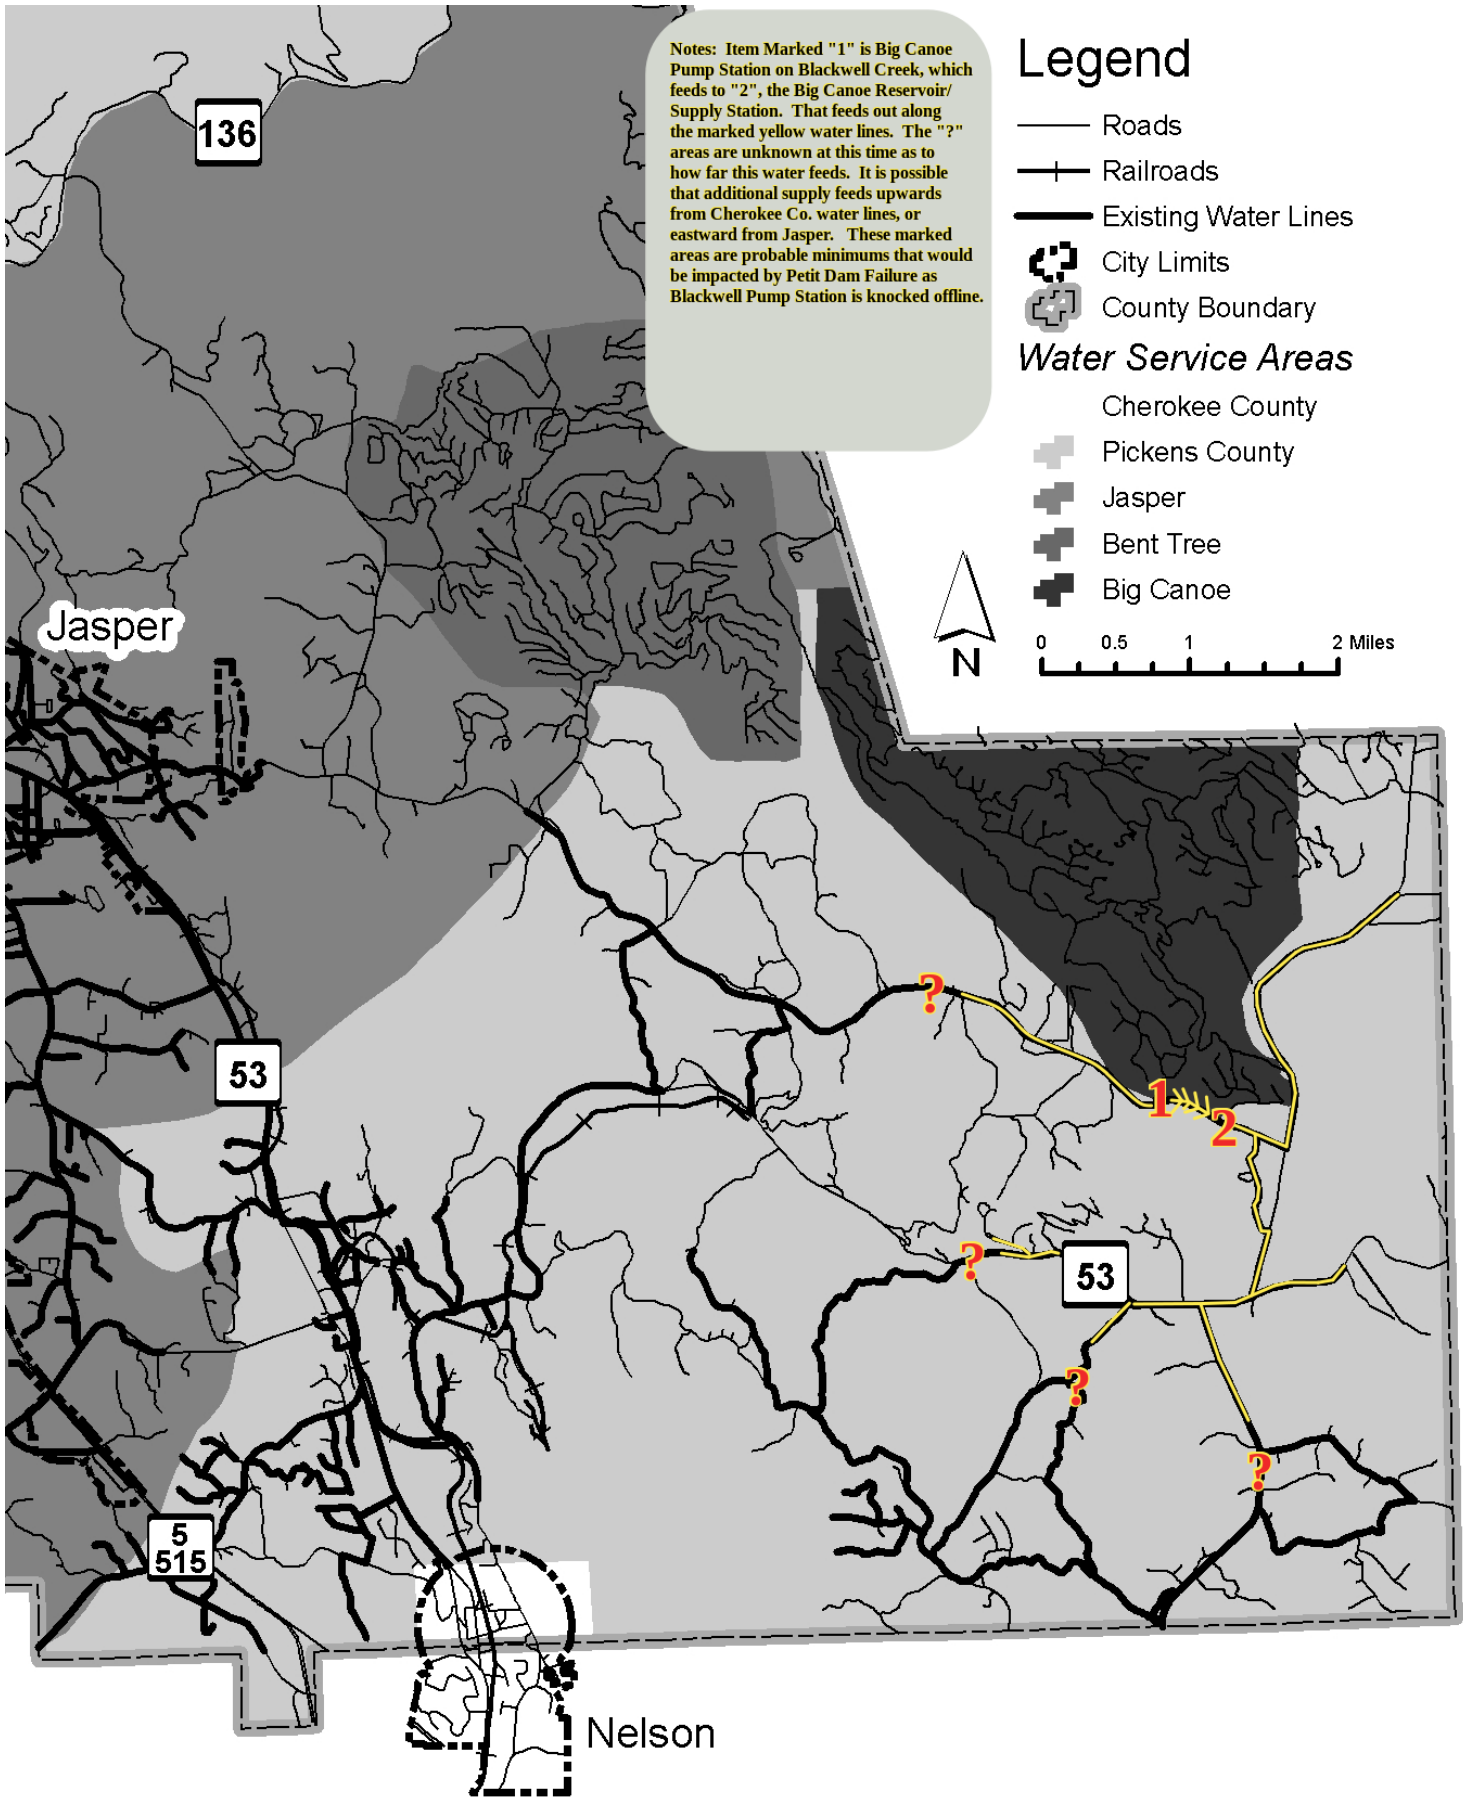 Notes:  Item Marked "1" is Big Canoe
Pump Station on Blackwell Creek, which
feeds to "2", the Big Canoe Reservoir/
Supply Station.  That feeds out along
the marked yellow water lines.  The "?"
areas are unknown at this time as to
how far this water feeds.  It is possible
that additional supply feeds upwards
from Cherokee Co. water lines, or
eastward from Jasper.   These marked
areas are probable minimums that would
be impacted by Petit Dam Failure as
Blackwell Pump Station is knocked offline.
Legend
Roads
Railroads
Existing Water Lines
City Limits
County Boundary
Water Service Areas
Cherokee County
Pickens County
Jasper
Bent Tree
Big Canoe
N
0 0.5 1 2 Miles
136
Jasper
?
53
1
2
?
53
?
?
5
515
Nelson